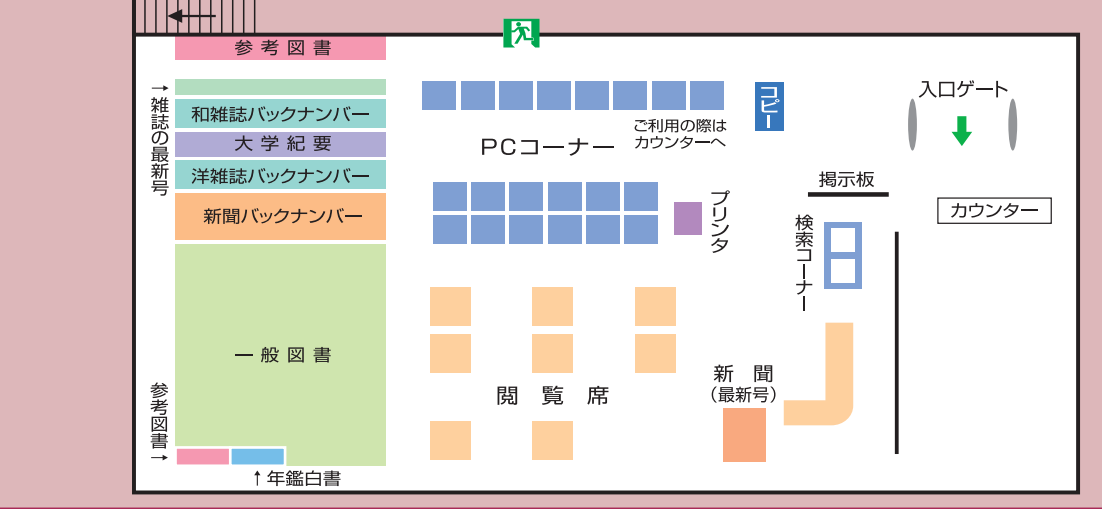 参考図書
→雑誌の最新号
和雑誌バックナンバー
大学紀要
洋雑誌バックナンバー
新聞バックナンバー
一般図書
参考図書→
↑年鑑白書
PCコーナー
ご利用の際は
カウンターへ
コピー
プリンタ
閲覧席
新聞
（最新号）
検索コーナー
掲示板
入口ゲート
カウンター